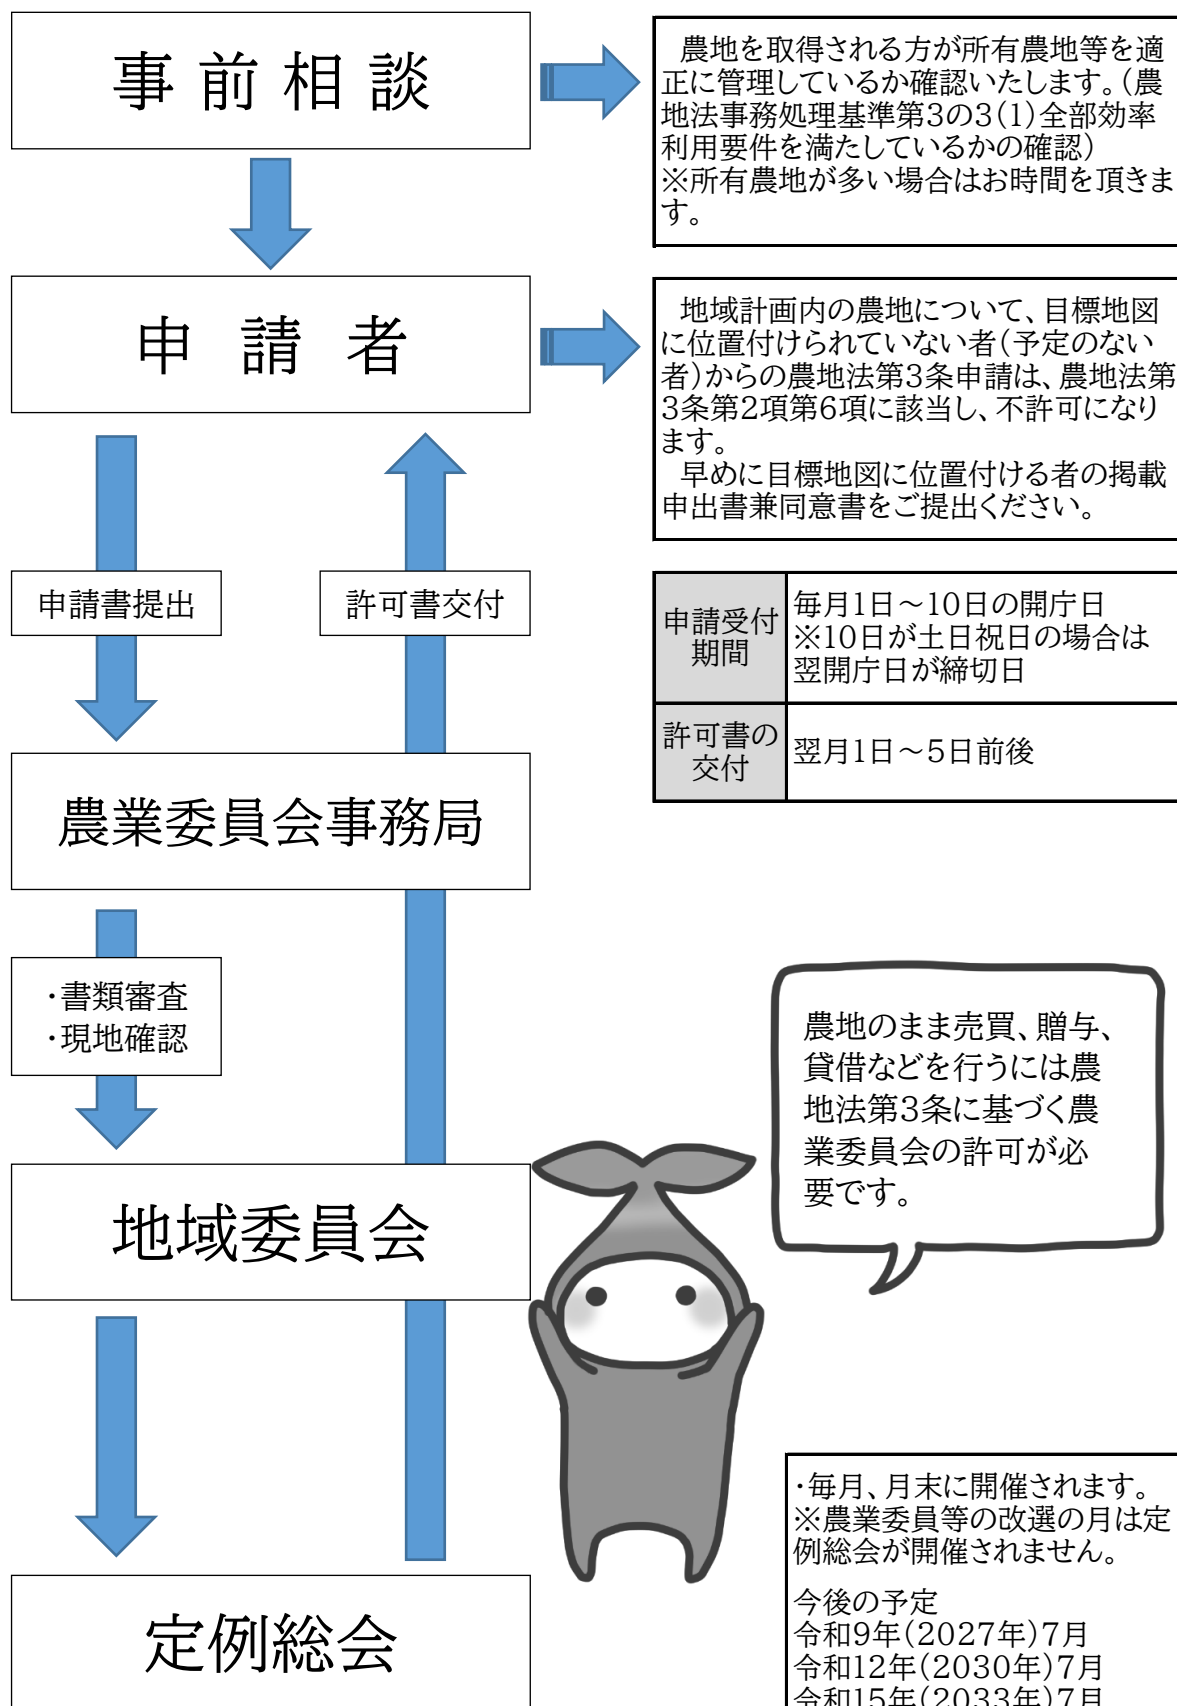 事前相談
農地を取得される方が所有農地等を適
正に管理しているか確認いたします。(農
地法事務処理基準第3の3(1)全部効率
利用要件を満たしているかの確認)
※所有農地が多い場合はお時間を頂きま
す。
申請者
地域計画内の農地について、目標地図
に位置付けられていない者(予定のない
者)からの農地法第3条申請は、農地法第
3条第2項第6項に該当し、不許可になり
ます。
早めに目標地図に位置付ける者の掲載
申出書兼同意書をご提出ください。
申請書提出
許可書交付
申請受付
期間
毎月1日～10日の開庁日
※10日が土日祝日の場合は
翌開庁日が締切日
許可書の
交付
翌月1日～5日前後
農業委員会事務局
・書類審査
・現地確認
農地のまま売買、贈与、
貸借などを行うには農
地法第3条に基づく農
業委員会の許可が必
要です。
地域委員会
定例総会
・毎月、月末に開催されます。
※農業委員等の改選の月は定
例総会が開催されません。
今後の予定
令和9年(2027年)7月
令和12年(2030年)7月
令和15年(2033年)7月